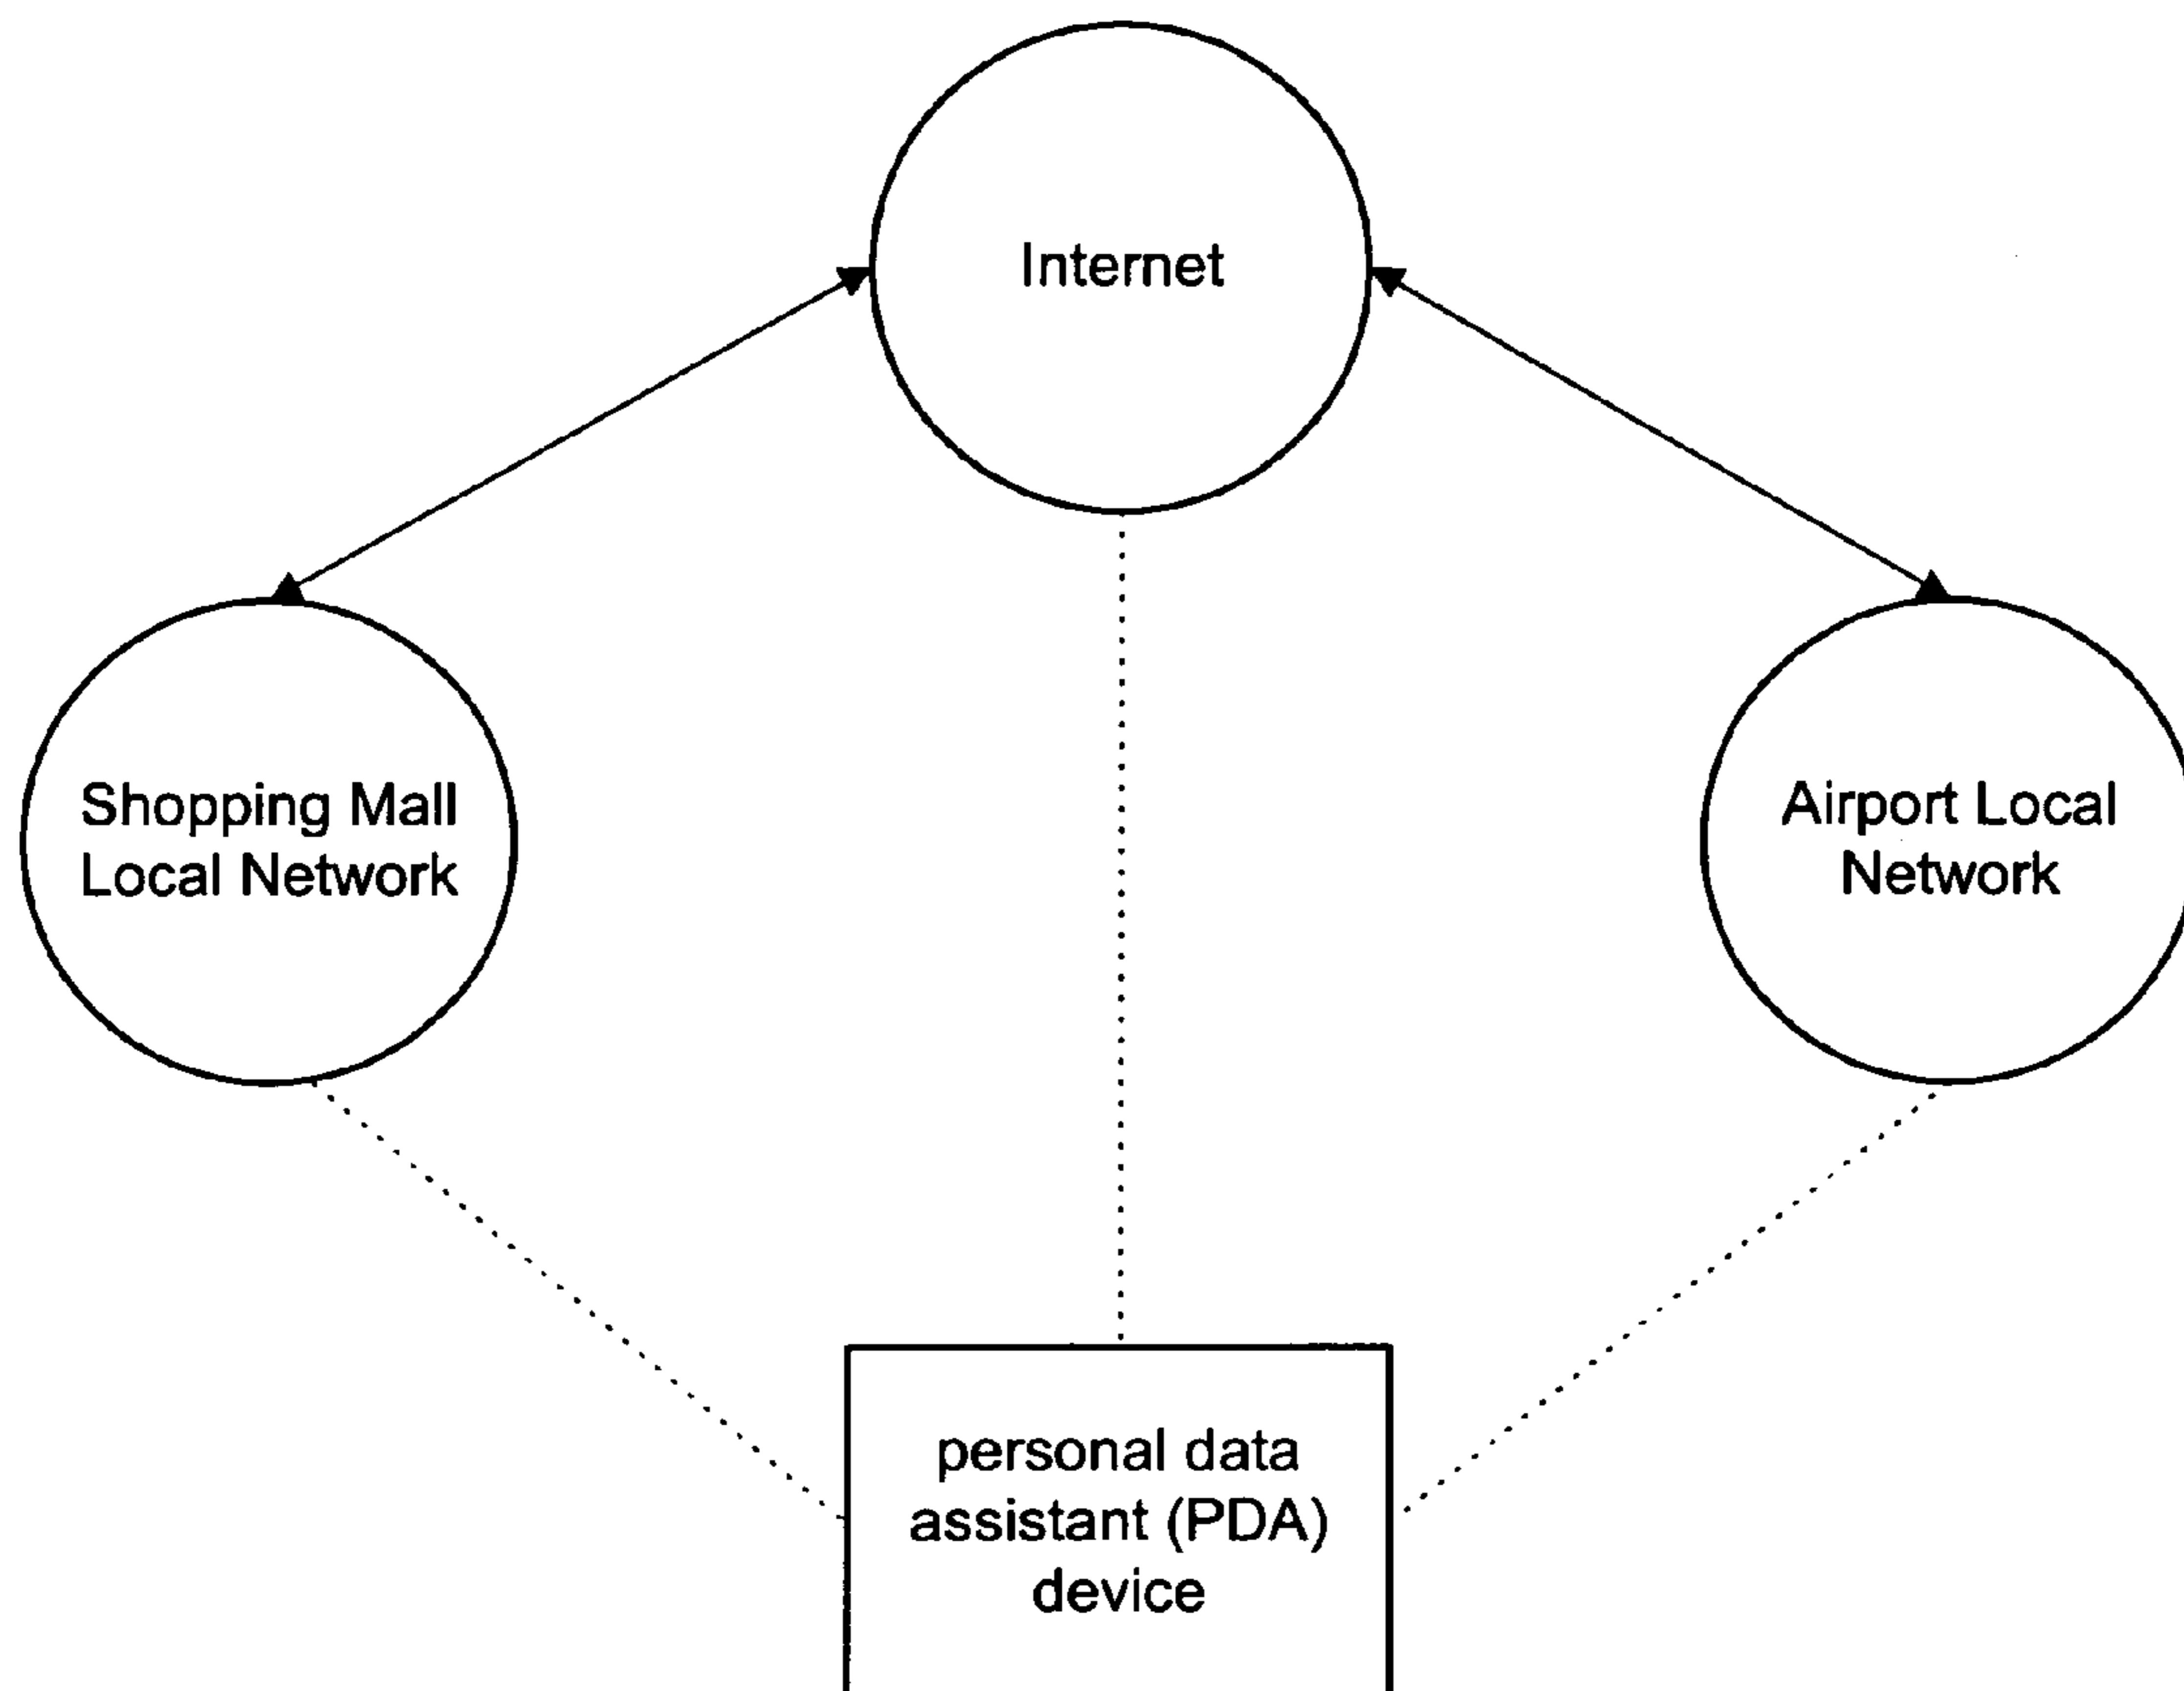 Internet
Shopping Mall
Local Network
Airport Local
Network
personal data
assistant (PDA)
device